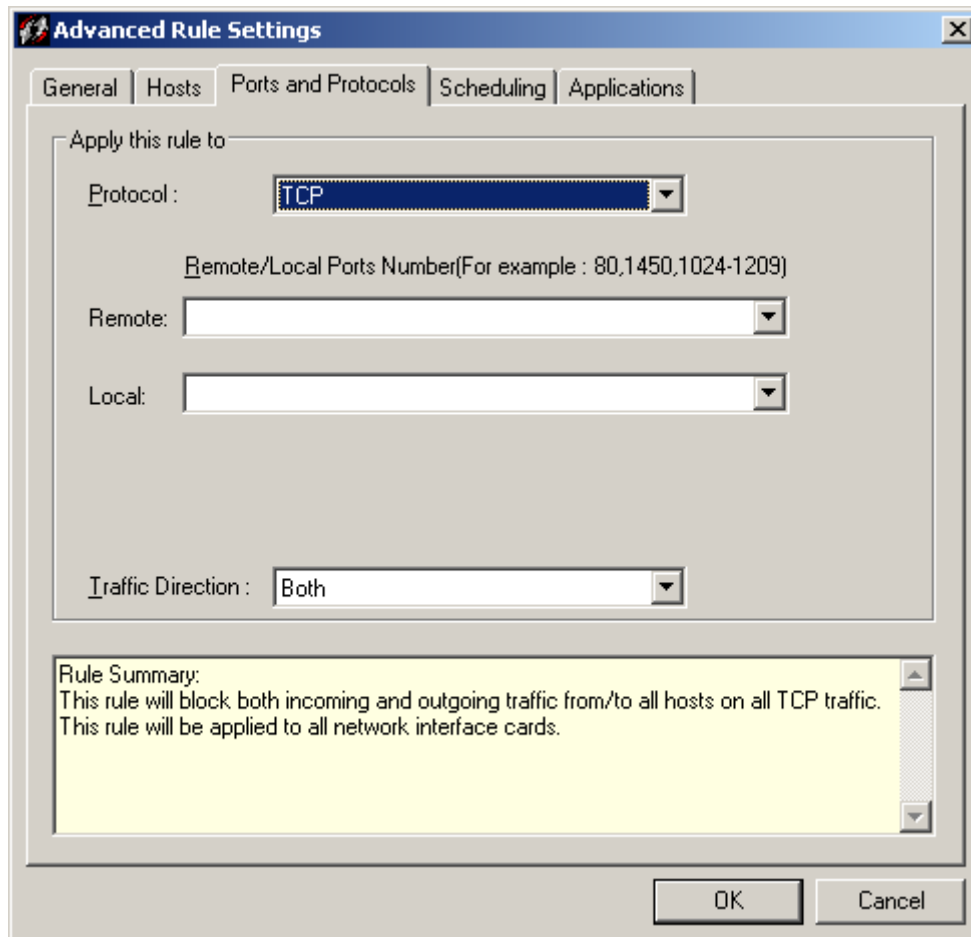 Advanced Rule Settings
General Hosts Ports and Protocols Scheduling Applications
Apply this rule to
Protocol : TCP
Remote/Local Ports Number(For example : 80,1450,1024-1209)
Remote:
Local:
Traffic Direction : Both
Rule Summary:
This rule will block both incoming and outgoing traffic from/to all hosts on all TCP traffic.
This rule will be applied to all network interface cards.
OK Cancel